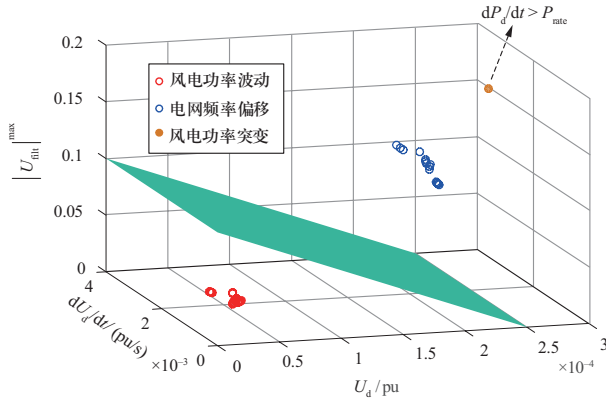 dP_d/dt > P_rate
0.2
0.15
0.1
0.05
0
|U_filt|^max
风电功率波动
电网频率偏移
风电功率突变
4
2
0
dU_d/dt/(pu/s)
×10⁻³
0
0.5
1
1.5
2
2.5
3
×10⁻⁴
U_d/pu